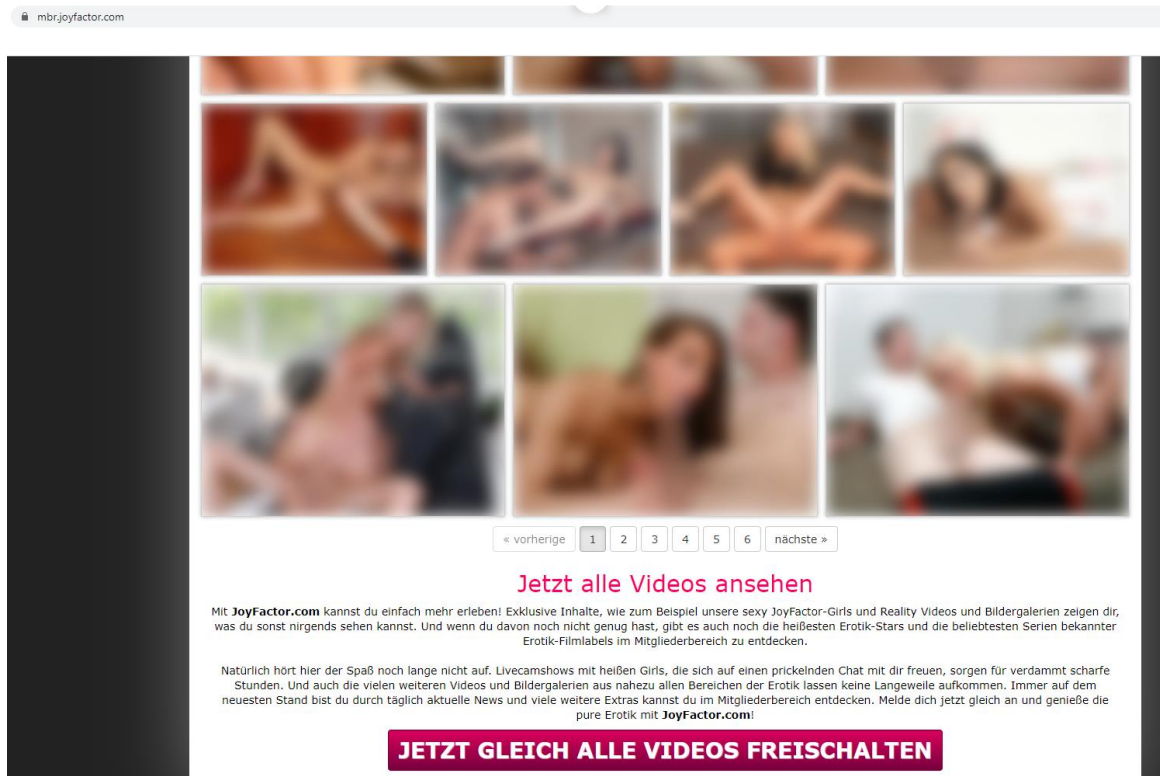 mbr.joyfactor.com
« vorherige 1 2 3 4 5 6 nächste »
Jetzt alle Videos ansehen
Mit JoyFactor.com kannst du einfach mehr erleben! Exklusive Inhalte, wie zum Beispiel unsere sexy JoyFactor-Girls und Reality Videos und Bildergalerien zeigen dir,
was du sonst nirgends sehen kannst. Und wenn du davon noch nicht genug hast, gibt es auch noch die heißesten Erotik-Stars und die beliebtesten Serien bekannter
Erotik-Filmlabels im Mitgliederbereich zu entdecken.
Natürlich hört hier der Spaß noch lange nicht auf. Livecamshows mit heißen Girls, die sich auf einen prickelnden Chat mit dir freuen, sorgen für verdammt scharfe
Stunden. Und auch die vielen weiteren Videos und Bildergalerien aus nahezu allen Bereichen der Erotik lassen keine Langeweile aufkommen. Immer auf dem
neuesten Stand bist du durch täglich aktuelle News und viele weitere Extras kannst du im Mitgliederbereich entdecken. Melde dich jetzt gleich an und genieße die
pure Erotik mit JoyFactor.com!
JETZT GLEICH ALLE VIDEOS FREISCHALTEN